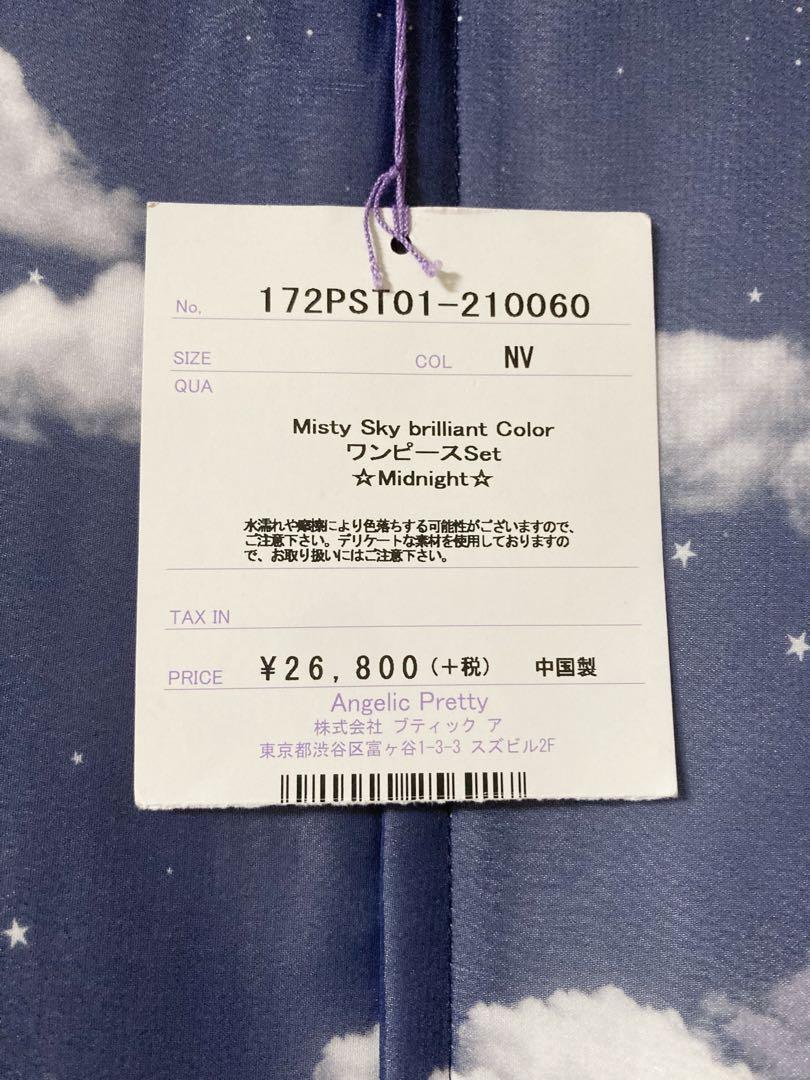 No. 172PST01-210060
SIZE COL NV
QUA
Misty Sky brilliant Color
ワンピースSet
☆Midnight☆
水濡れや摩擦により色落ちする可能性がございますので、
ご注意下さい。デリケートな素材を使用しておりますの
で、お取り扱いにはご注意下さい。
TAX IN
PRICE ¥26,800(+税) 中国製
Angelic Pretty
株式会社 ブティック ア
東京都渋谷区富ヶ谷1-3-3 スズビル2F